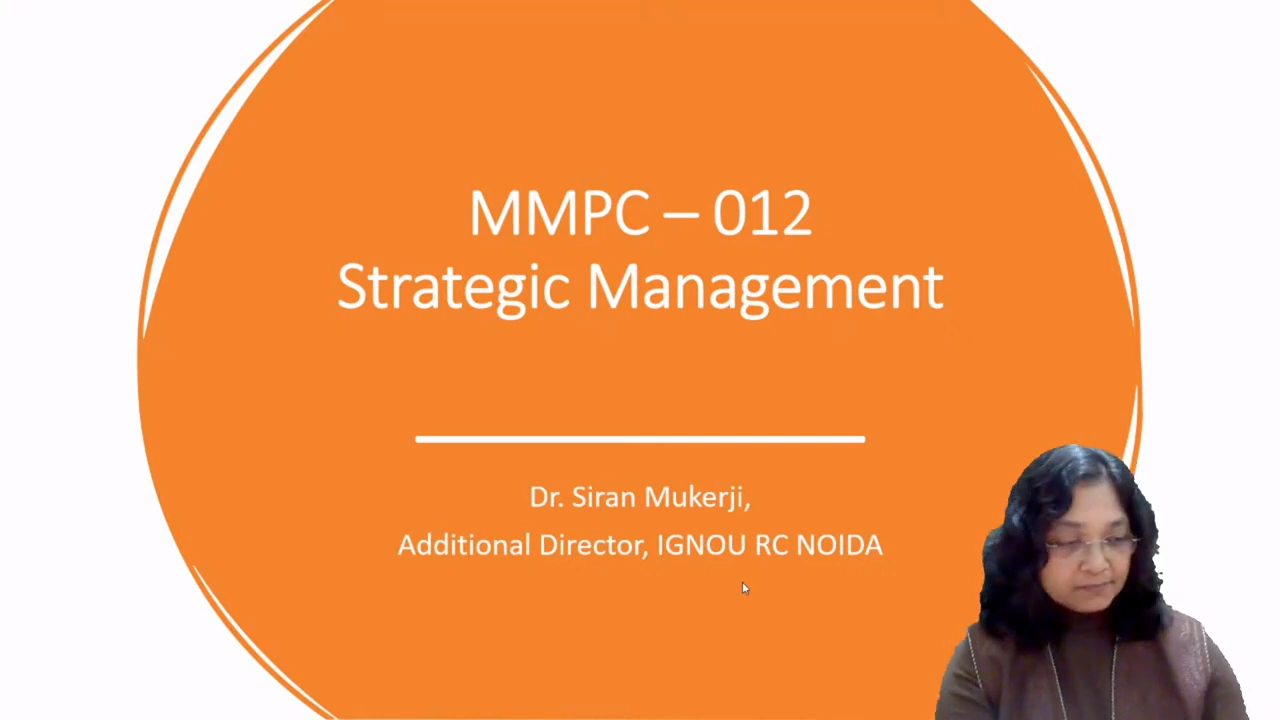 MMPC – 012
Strategic Management
Dr. Siran Mukerji,
Additional Director, IGNOU RC NOIDA